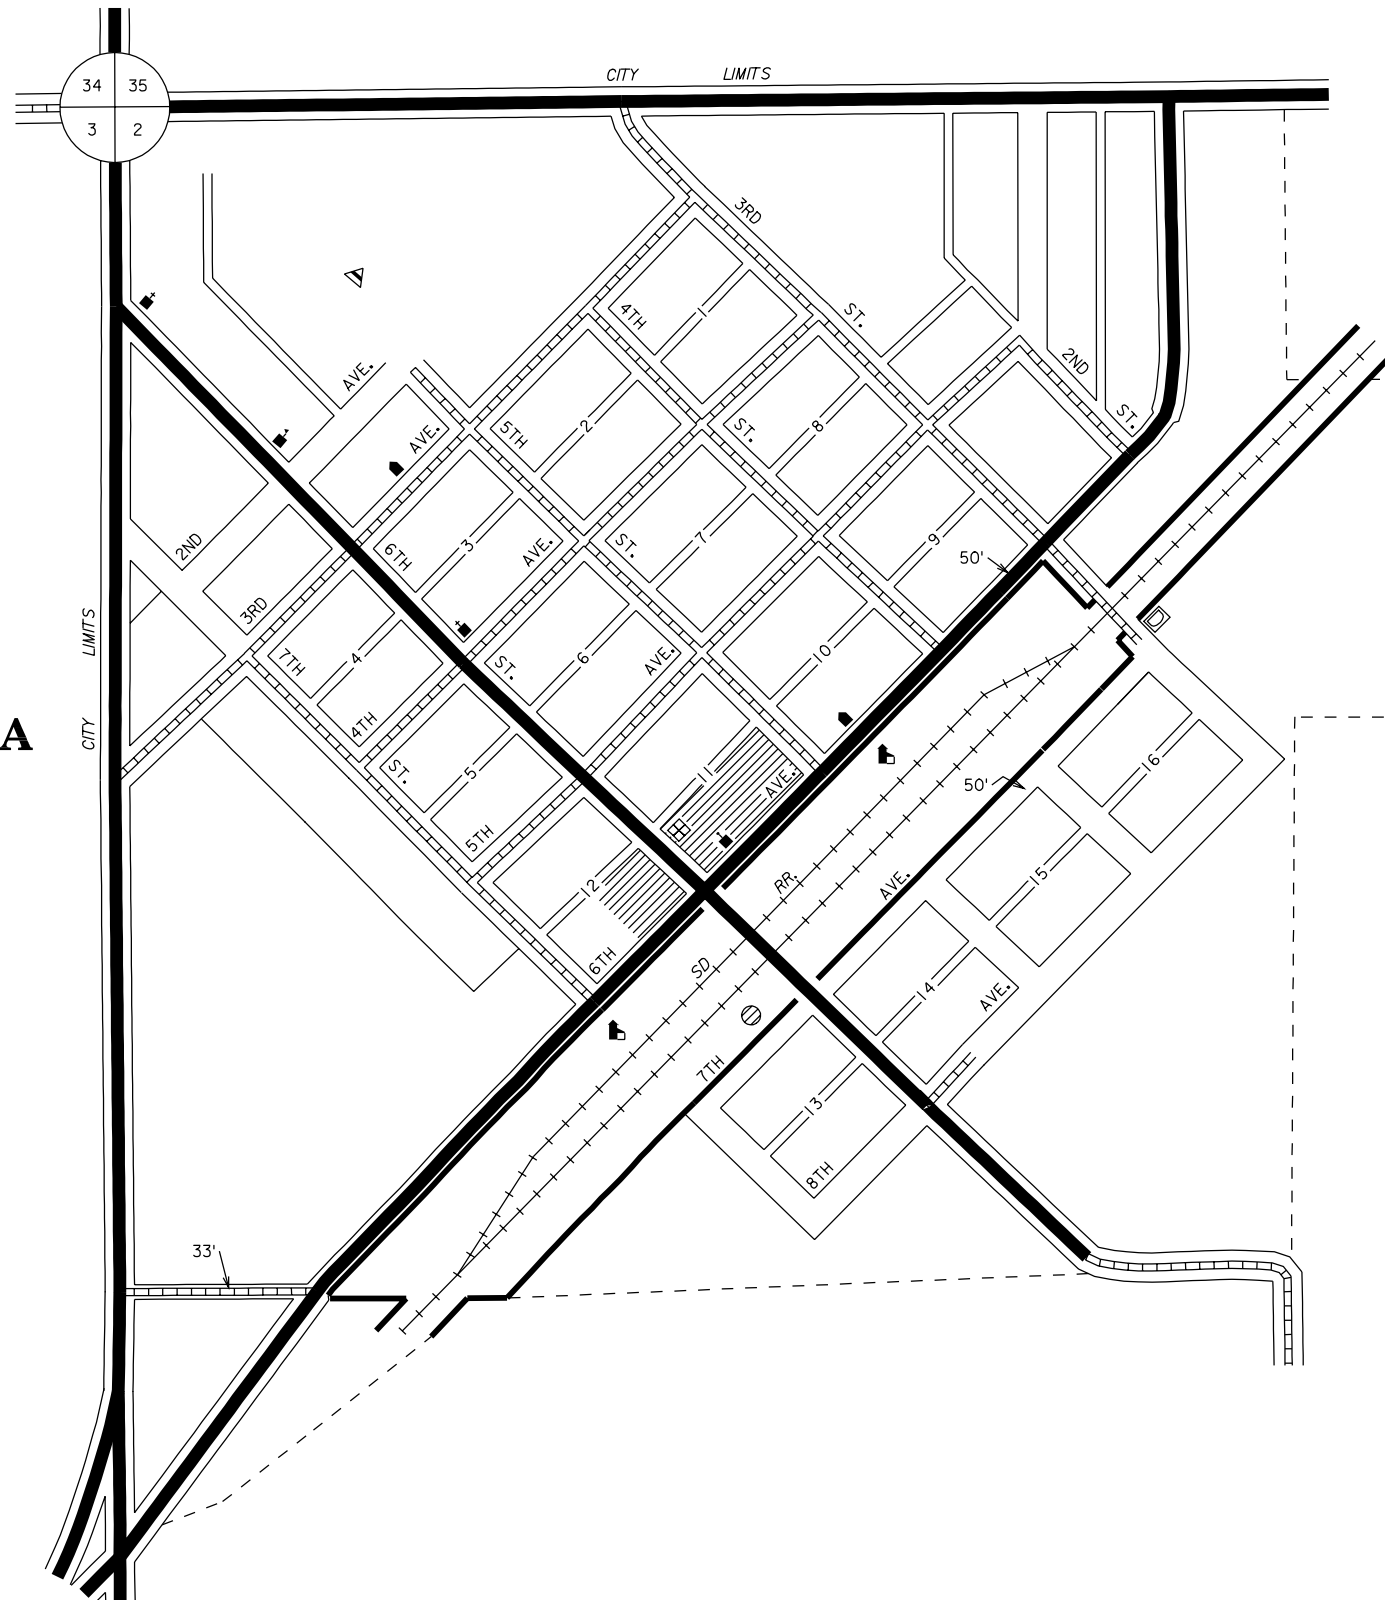 34 35
3 2
CITY LIMITS
3RD
ST.
2ND
ST.
4TH
1
AVE.
5TH
2
ST.
8
AVE.
6TH
3
AVE.
ST.
7
9
50'
2ND
3RD
7TH
4
4TH
ST.
6
AVE.
10
CITY LIMITS
A
ST.
5
5TH
11
AVE.
50'
16
12
6TH
RR.
SD
AVE.
15
14
AVE.
7TH
13
8TH
33'